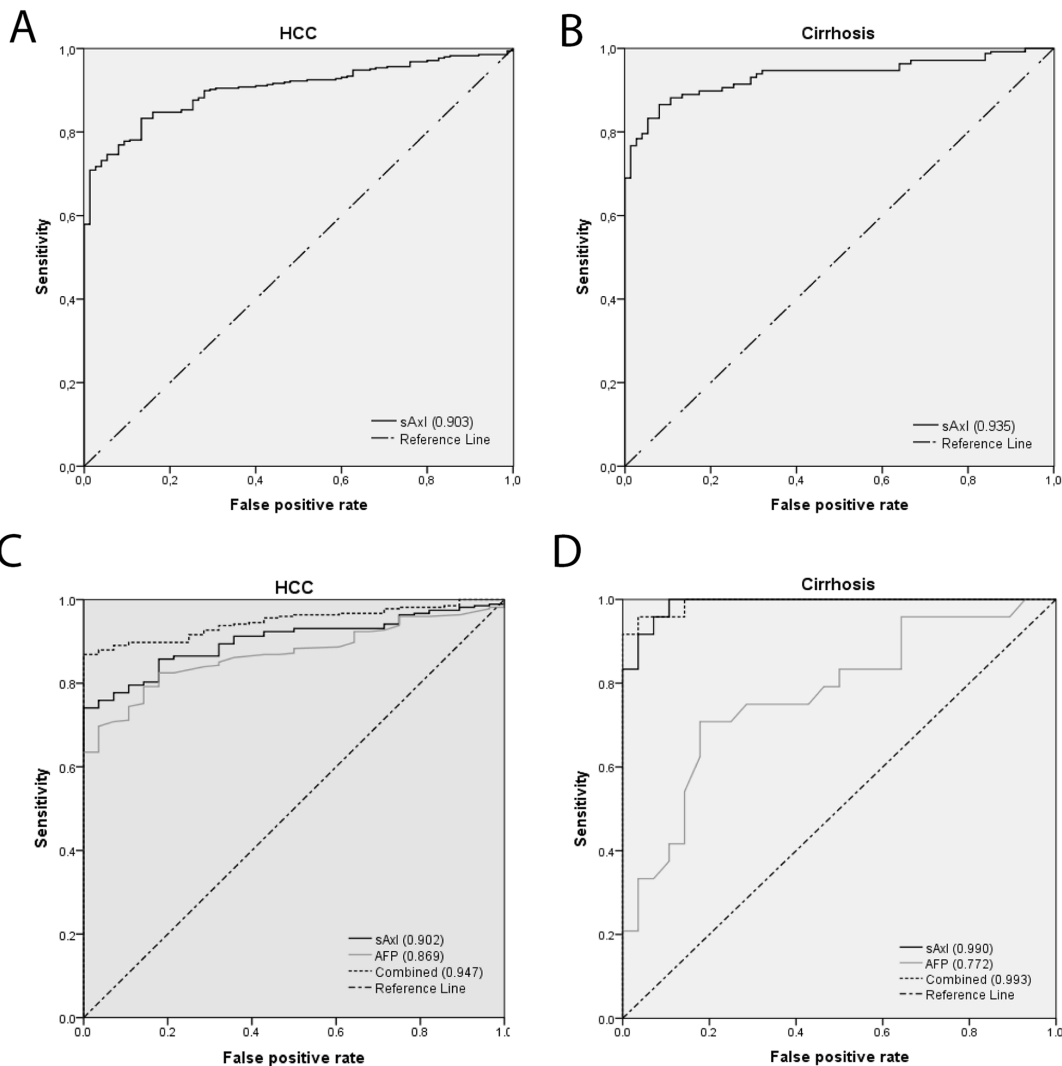 A
HCC
Sensitivity
1,0
0,8
0,6
0,4
0,2
0,0
sAxl (0.903)
Reference Line
0,0 0,2 0,4 0,6 0,8 1,0
False positive rate
B
Cirrhosis
Sensitivity
1,0
0,8
0,6
0,4
0,2
0,0
sAxl (0.935)
Reference Line
0,0 0,2 0,4 0,6 0,8 1,0
False positive rate
C
HCC
Sensitivity
1.0
0.8
0.6
0.4
0.2
0.0
sAxl (0.902)
AFP (0.869)
Combined (0.947)
Reference Line
0.0 0.2 0.4 0.6 0.8 1.0
False positive rate
D
Cirrhosis
Sensitivity
1.0
0.8
0.6
0.4
0.2
0.0
sAxl (0.990)
AFP (0.772)
Combined (0.993)
Reference Line
0.0 0.2 0.4 0.6 0.8 1.0
False positive rate